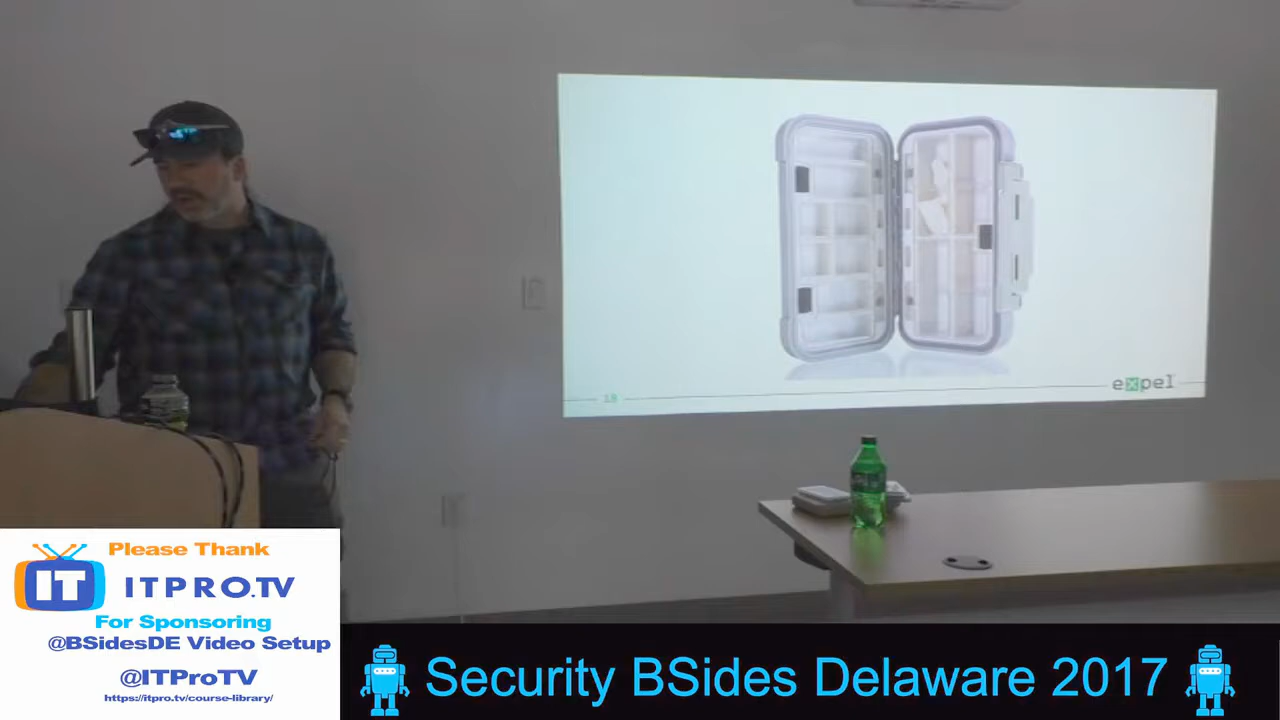 18
expel
Please Thank
IT
ITPRO.TV
For Sponsoring
@BSidesDE Video Setup
@ITProTV
https://itpro.tv/course-library/
Security BSides Delaware 2017